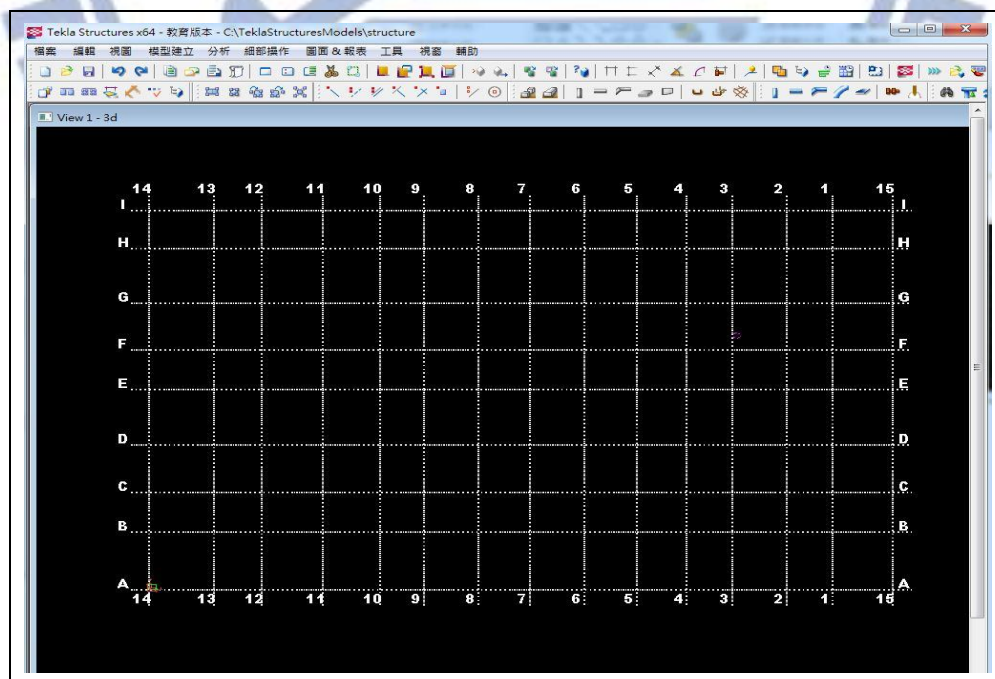 Tekla Structures x64 - 教育版本 - C:\TeklaStructuresModels\structure
檔案 編輯 視圖 模型建立 分析 細部操作 圖面 & 報表 工具 視窗 輔助
View 1 - 3d
14 13 12 11 10 9 8 7 6 5 4 3 2 1 15
I I
H H
G G
F F
E E
D D
C C
B B
A A
14 13 12 11 10 9 8 7 6 5 4 3 2 1 15